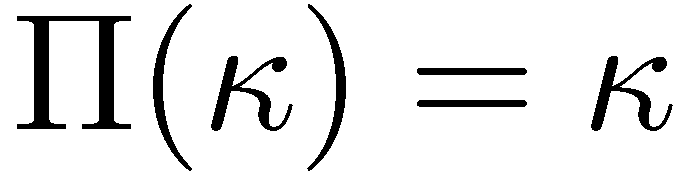 Π(κ) = κ